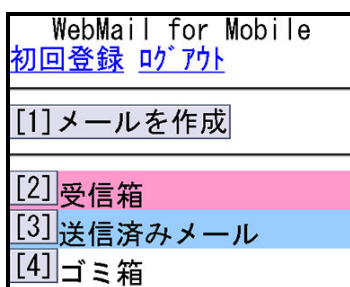 WebMail for Mobile
初回登録 ﾛｸﾞｱｳﾄ
[1]メールを作成
[2]受信箱
[3]送信済みメール
[4]ゴミ箱